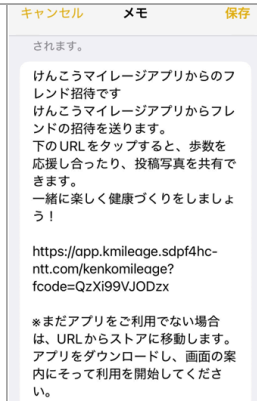 キャンセル メモ 保存
されます。
けんこうマイレージアプリからのフ
レンド招待です
けんこうマイレージアプリからフレ
ンドの招待を送ります。
下のURLをタップすると、歩数を
応援し合ったり、投稿写真を共有で
きます。
一緒に楽しく健康づくりをしましょ
う！
https://app.kmileage.sdpf4hc-
ntt.com/kenkomileage?
fcode=QzXi99VJODzx
※まだアプリをご利用でない場合
は、URLからストアに移動します。
アプリをダウンロードし、画面の案
内にそって利用を開始してくださ
い。